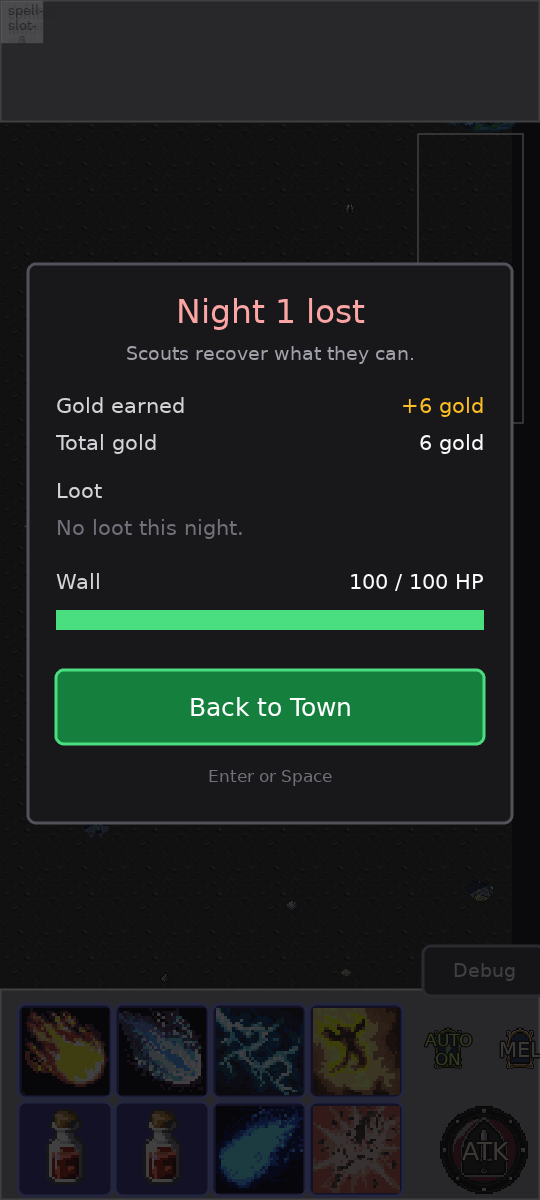 spell-
slot-
a
Night 1 lost
Scouts recover what they can.
Gold earned +6 gold
Total gold 6 gold
Loot
No loot this night.
Wall 100 / 100 HP
Back to Town
Enter or Space
Debug
AUTO
ON
MEL
ATK